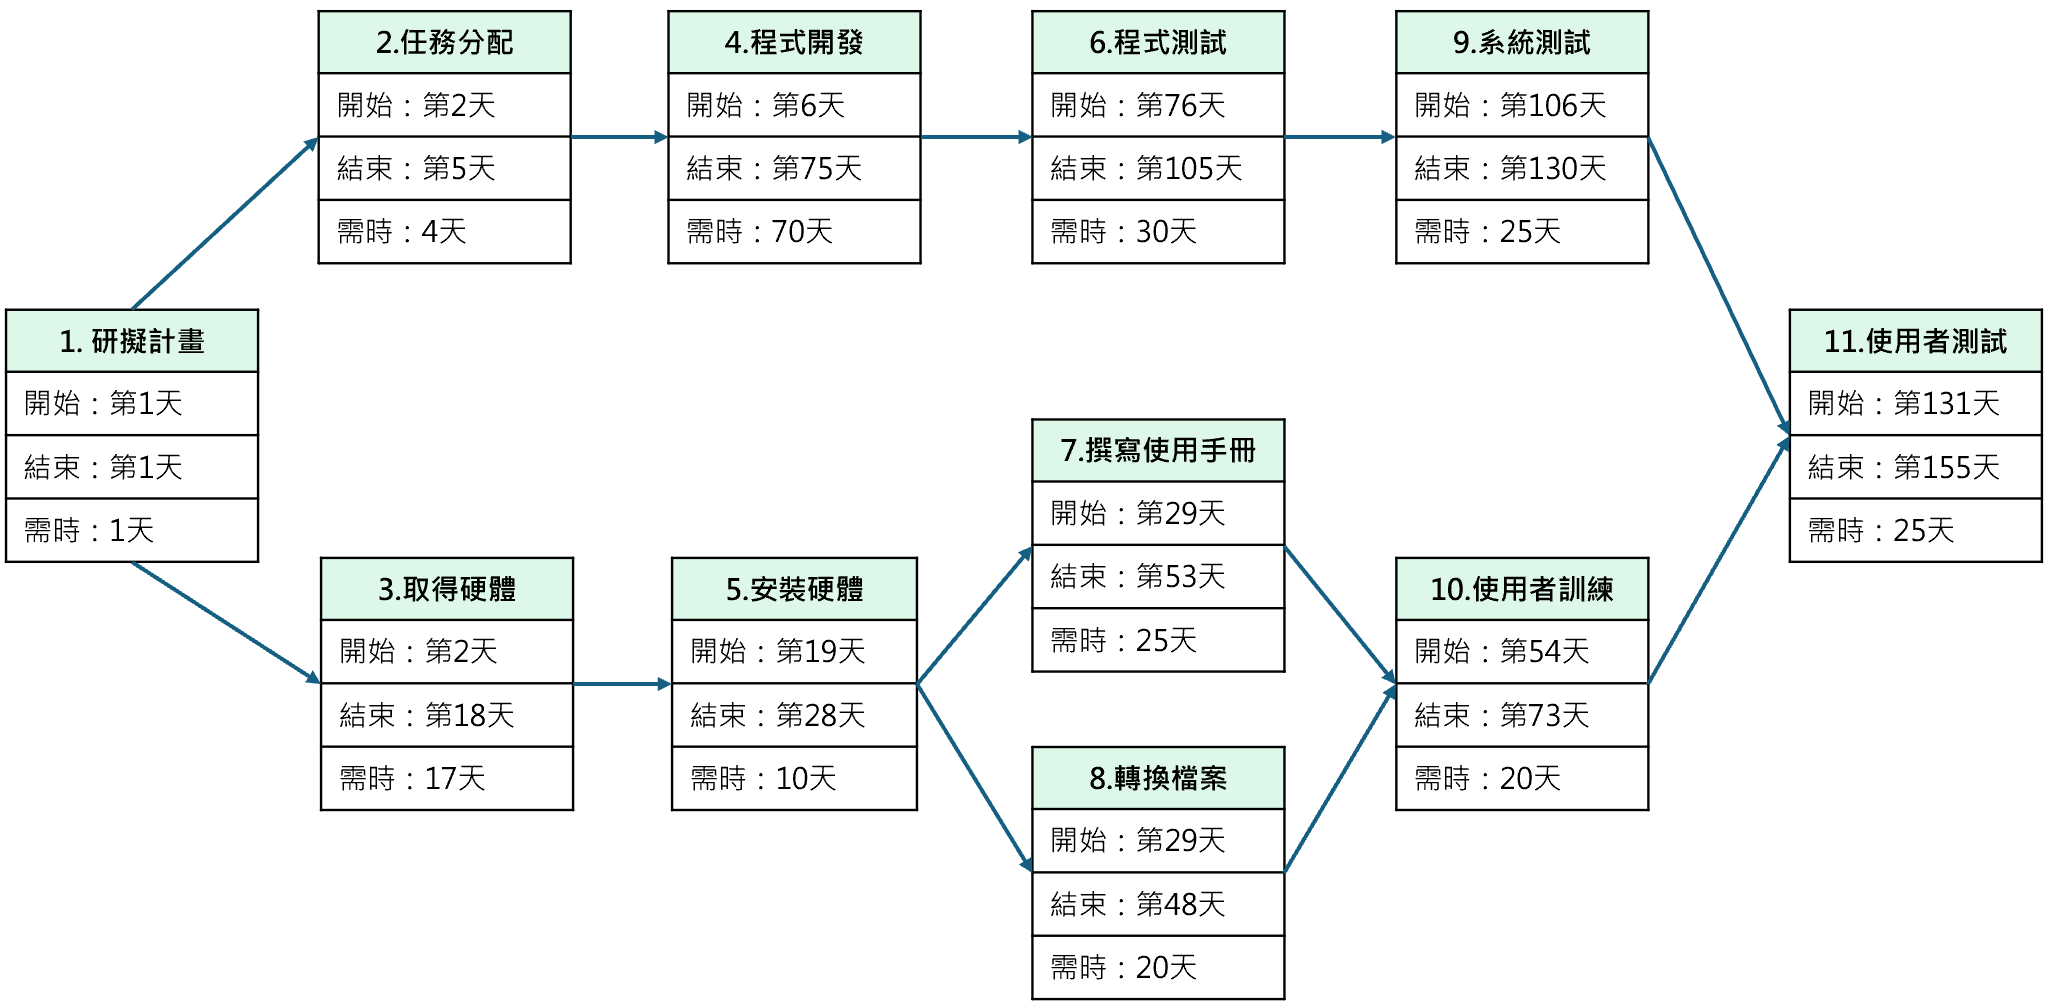 1. 研擬計畫
開始：第1天
結束：第1天
需時：1天
2.任務分配
開始：第2天
結束：第5天
需時：4天
3.取得硬體
開始：第2天
結束：第18天
需時：17天
4.程式開發
開始：第6天
結束：第75天
需時：70天
5.安裝硬體
開始：第19天
結束：第28天
需時：10天
6.程式測試
開始：第76天
結束：第105天
需時：30天
7.撰寫使用手冊
開始：第29天
結束：第53天
需時：25天
8.轉換檔案
開始：第29天
結束：第48天
需時：20天
9.系統測試
開始：第106天
結束：第130天
需時：25天
10.使用者訓練
開始：第54天
結束：第73天
需時：20天
11.使用者測試
開始：第131天
結束：第155天
需時：25天